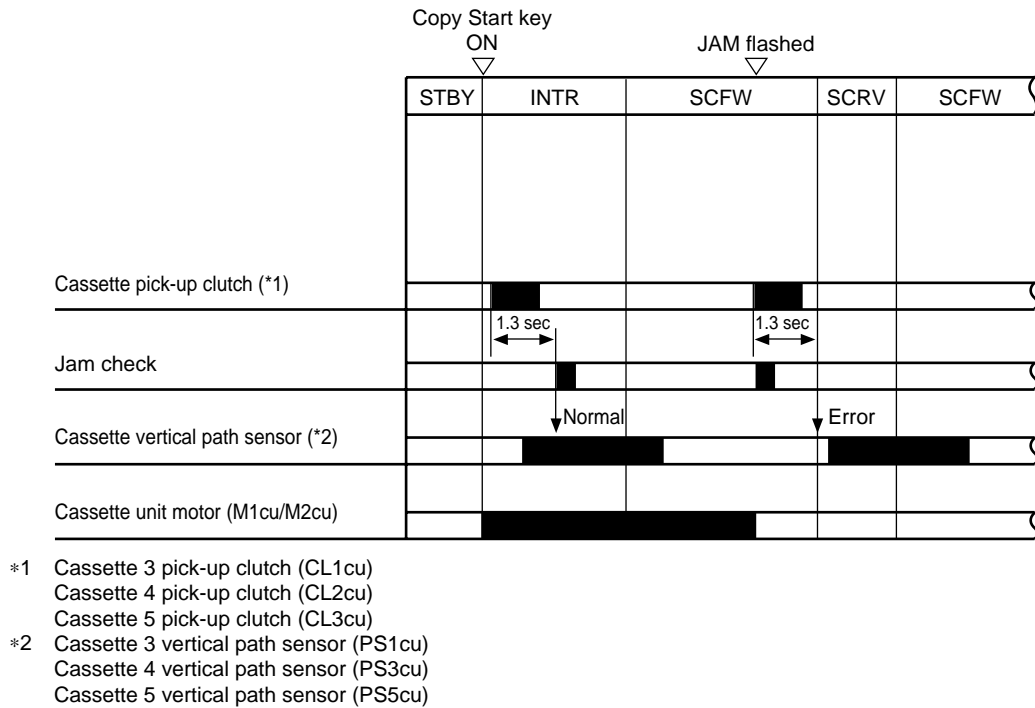 Copy Start key
ON
JAM flashed
STBY INTR SCFW SCRV SCFW
Cassette pick-up clutch (*1)
1.3 sec 1.3 sec
Jam check
Normal Error
Cassette vertical path sensor (*2)
Cassette unit motor (M1cu/M2cu)
*1 Cassette 3 pick-up clutch (CL1cu)
Cassette 4 pick-up clutch (CL2cu)
Cassette 5 pick-up clutch (CL3cu)
*2 Cassette 3 vertical path sensor (PS1cu)
Cassette 4 vertical path sensor (PS3cu)
Cassette 5 vertical path sensor (PS5cu)